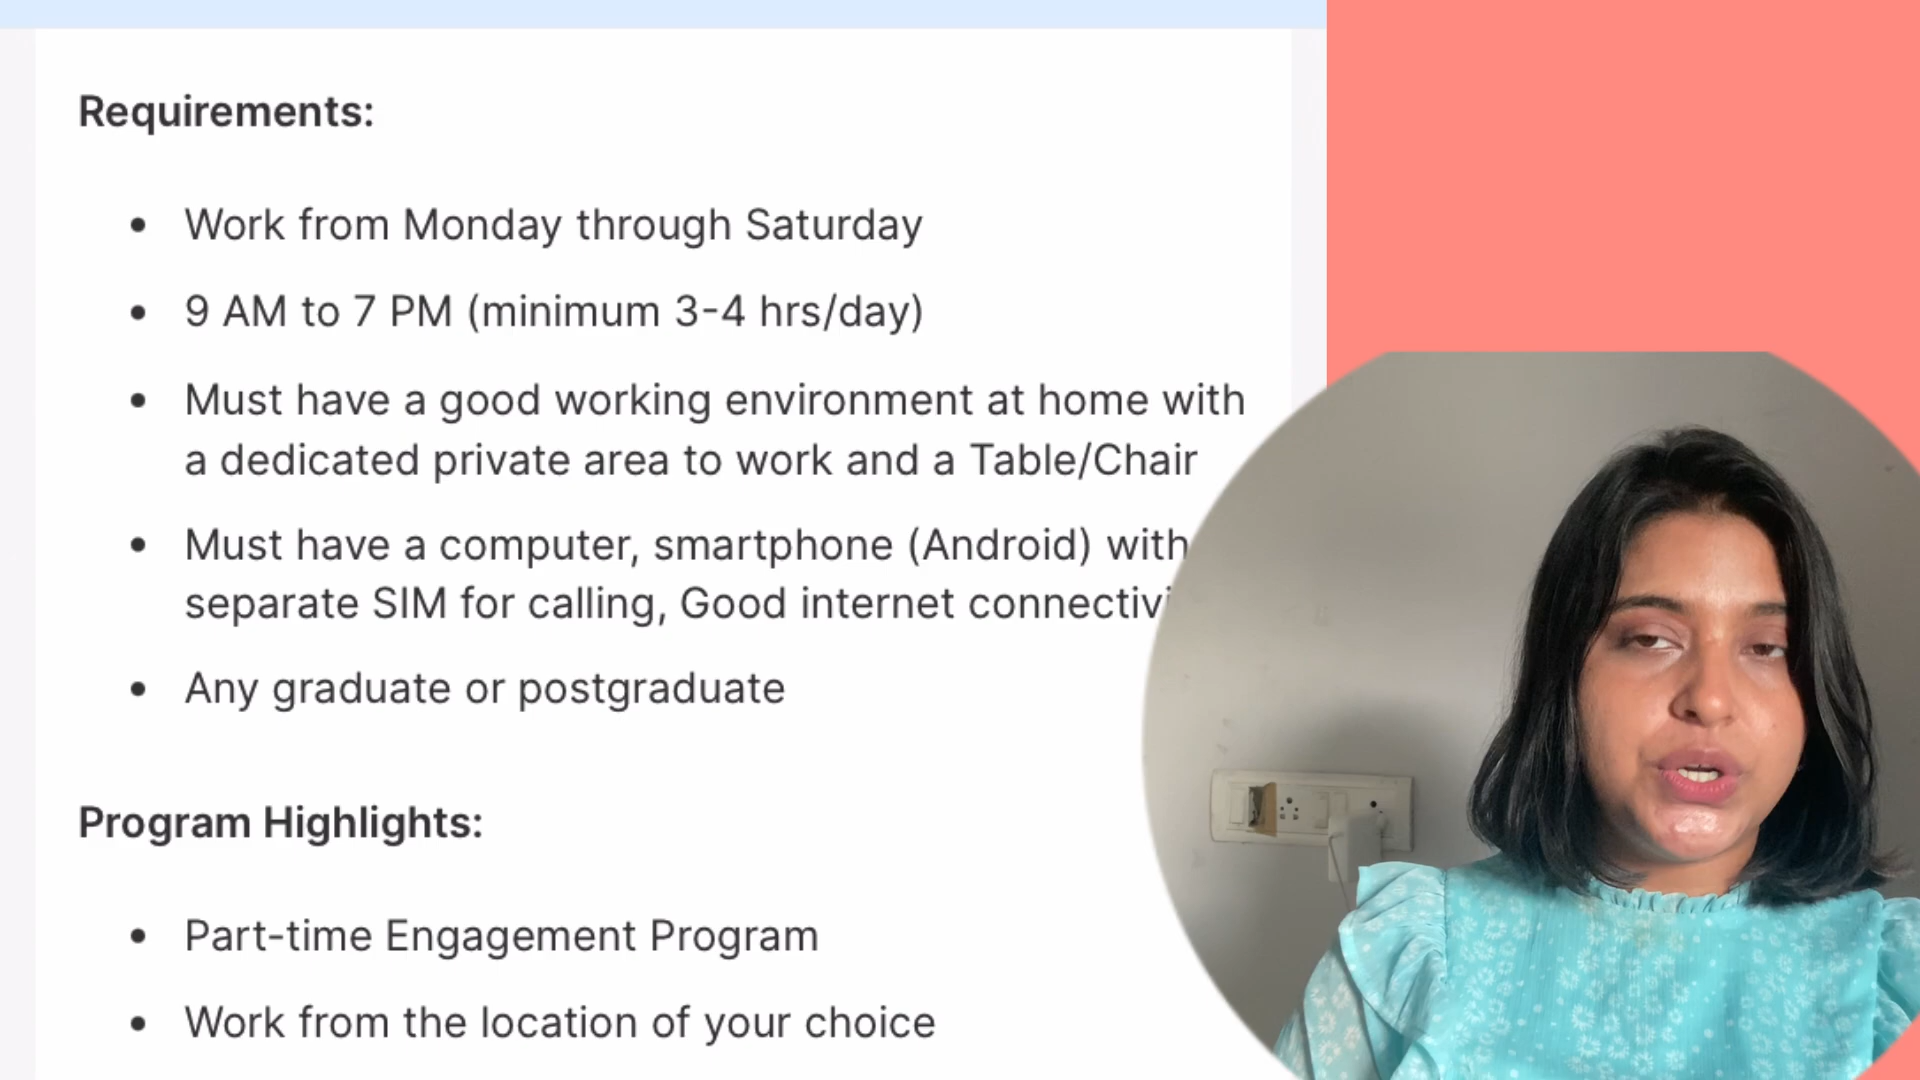 Requirements:
• Work from Monday through Saturday
• 9 AM to 7 PM (minimum 3-4 hrs/day)
• Must have a good working environment at home with
a dedicated private area to work and a Table/Chair
• Must have a computer, smartphone (Android) with
separate SIM for calling, Good internet
• Any graduate or postgraduate
Program Highlights:
• Part-time Engagement Program
• Work from the location of your choice